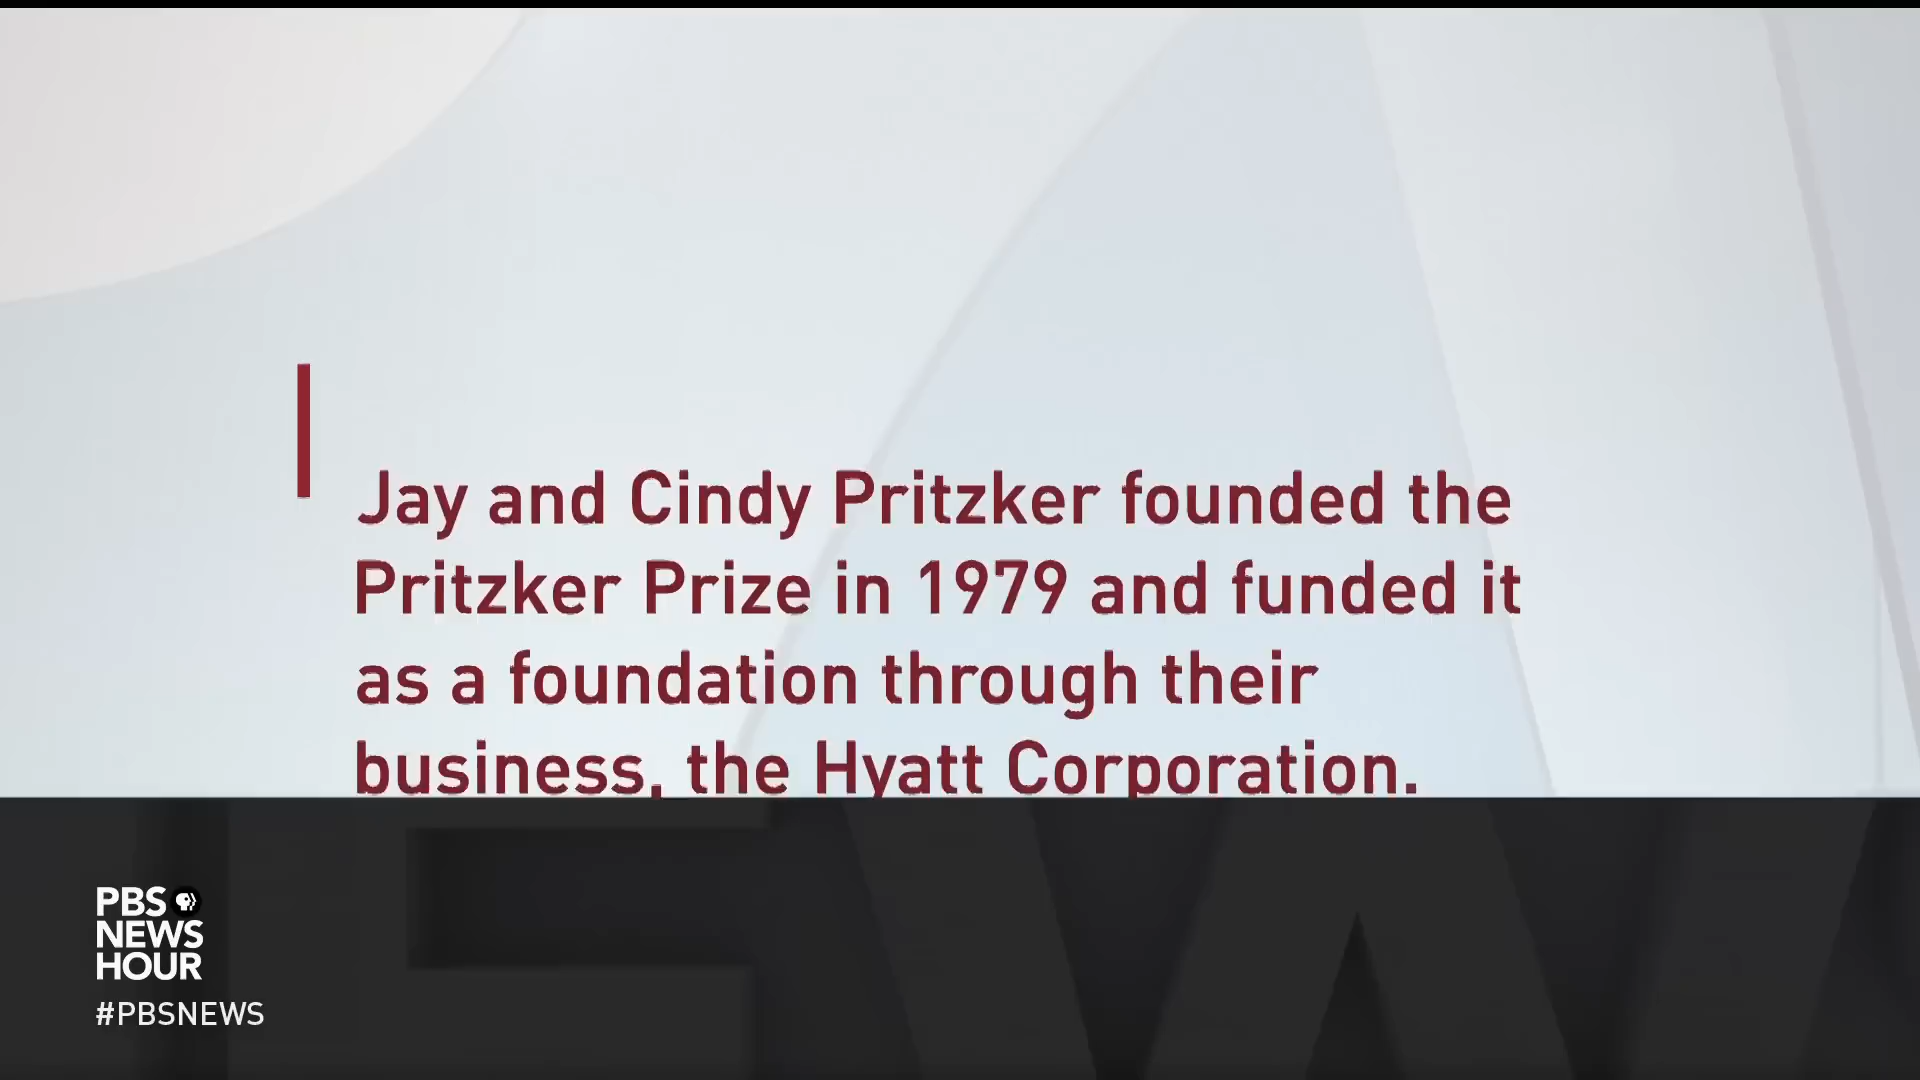 Jay and Cindy Pritzker founded the
Pritzker Prize in 1979 and funded it
as a foundation through their
business, the Hyatt Corporation.
PBS
NEWS
HOUR
#PBSNEWS